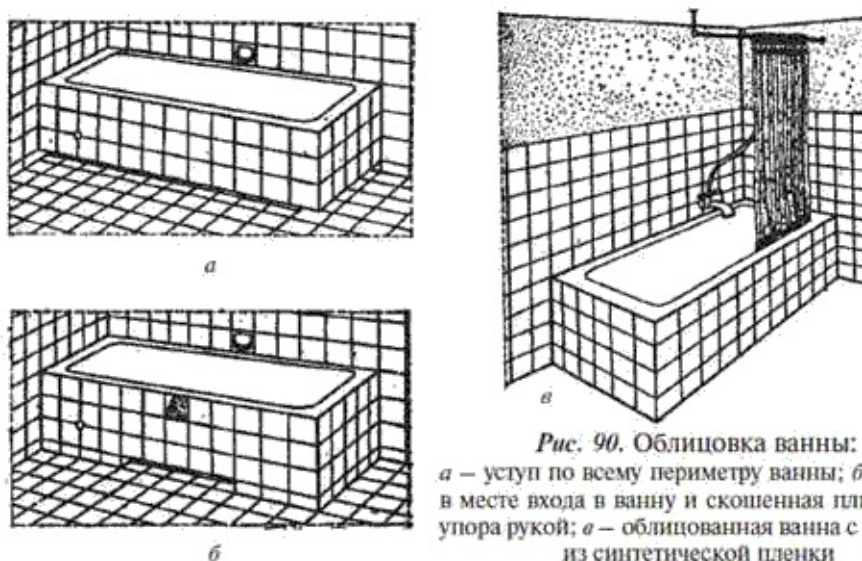 а
б
в
Рис. 90. Облицовка ванны:
а – уступ по всему периметру ванны; б
в месте входа в ванну и скошенная пли
упора рукой; в – облицованная ванна с
из синтетической пленки